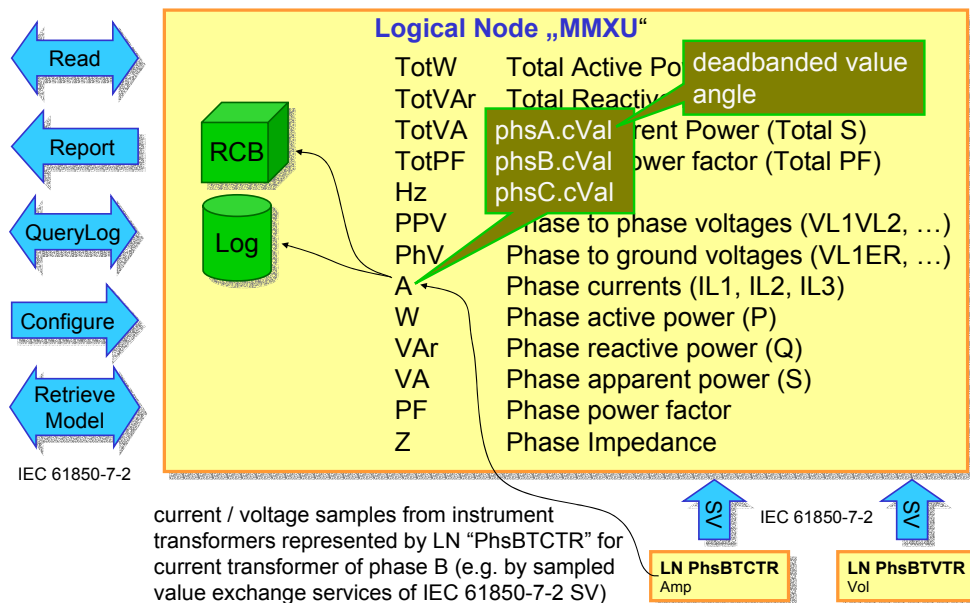 Logical Node „MMXU“
Read
Report
QueryLog
Configure
Retrieve
Model
IEC 61850-7-2
RCB
Log
TotW Total Active Po
TotVAr Total Reactive
TotVA rent Power (Total S)
TotPF ower factor (Total PF)
Hz
PPV Phase to phase voltages (VL1VL2, …)
PhV Phase to ground voltages (VL1ER, …)
A Phase currents (IL1, IL2, IL3)
W Phase active power (P)
VAr Phase reactive power (Q)
VA Phase apparent power (S)
PF Phase power factor
Z Phase Impedance
deadbanded value
angle
phsA.cVal
phsB.cVal
phsC.cVal
SV
IEC 61850-7-2
SV
current / voltage samples from instrument
transformers represented by LN “PhsBTCTR” for
current transformer of phase B (e.g. by sampled
value exchange services of IEC 61850-7-2 SV)
LN PhsBTCTR
Amp
LN PhsBTVTR
Vol